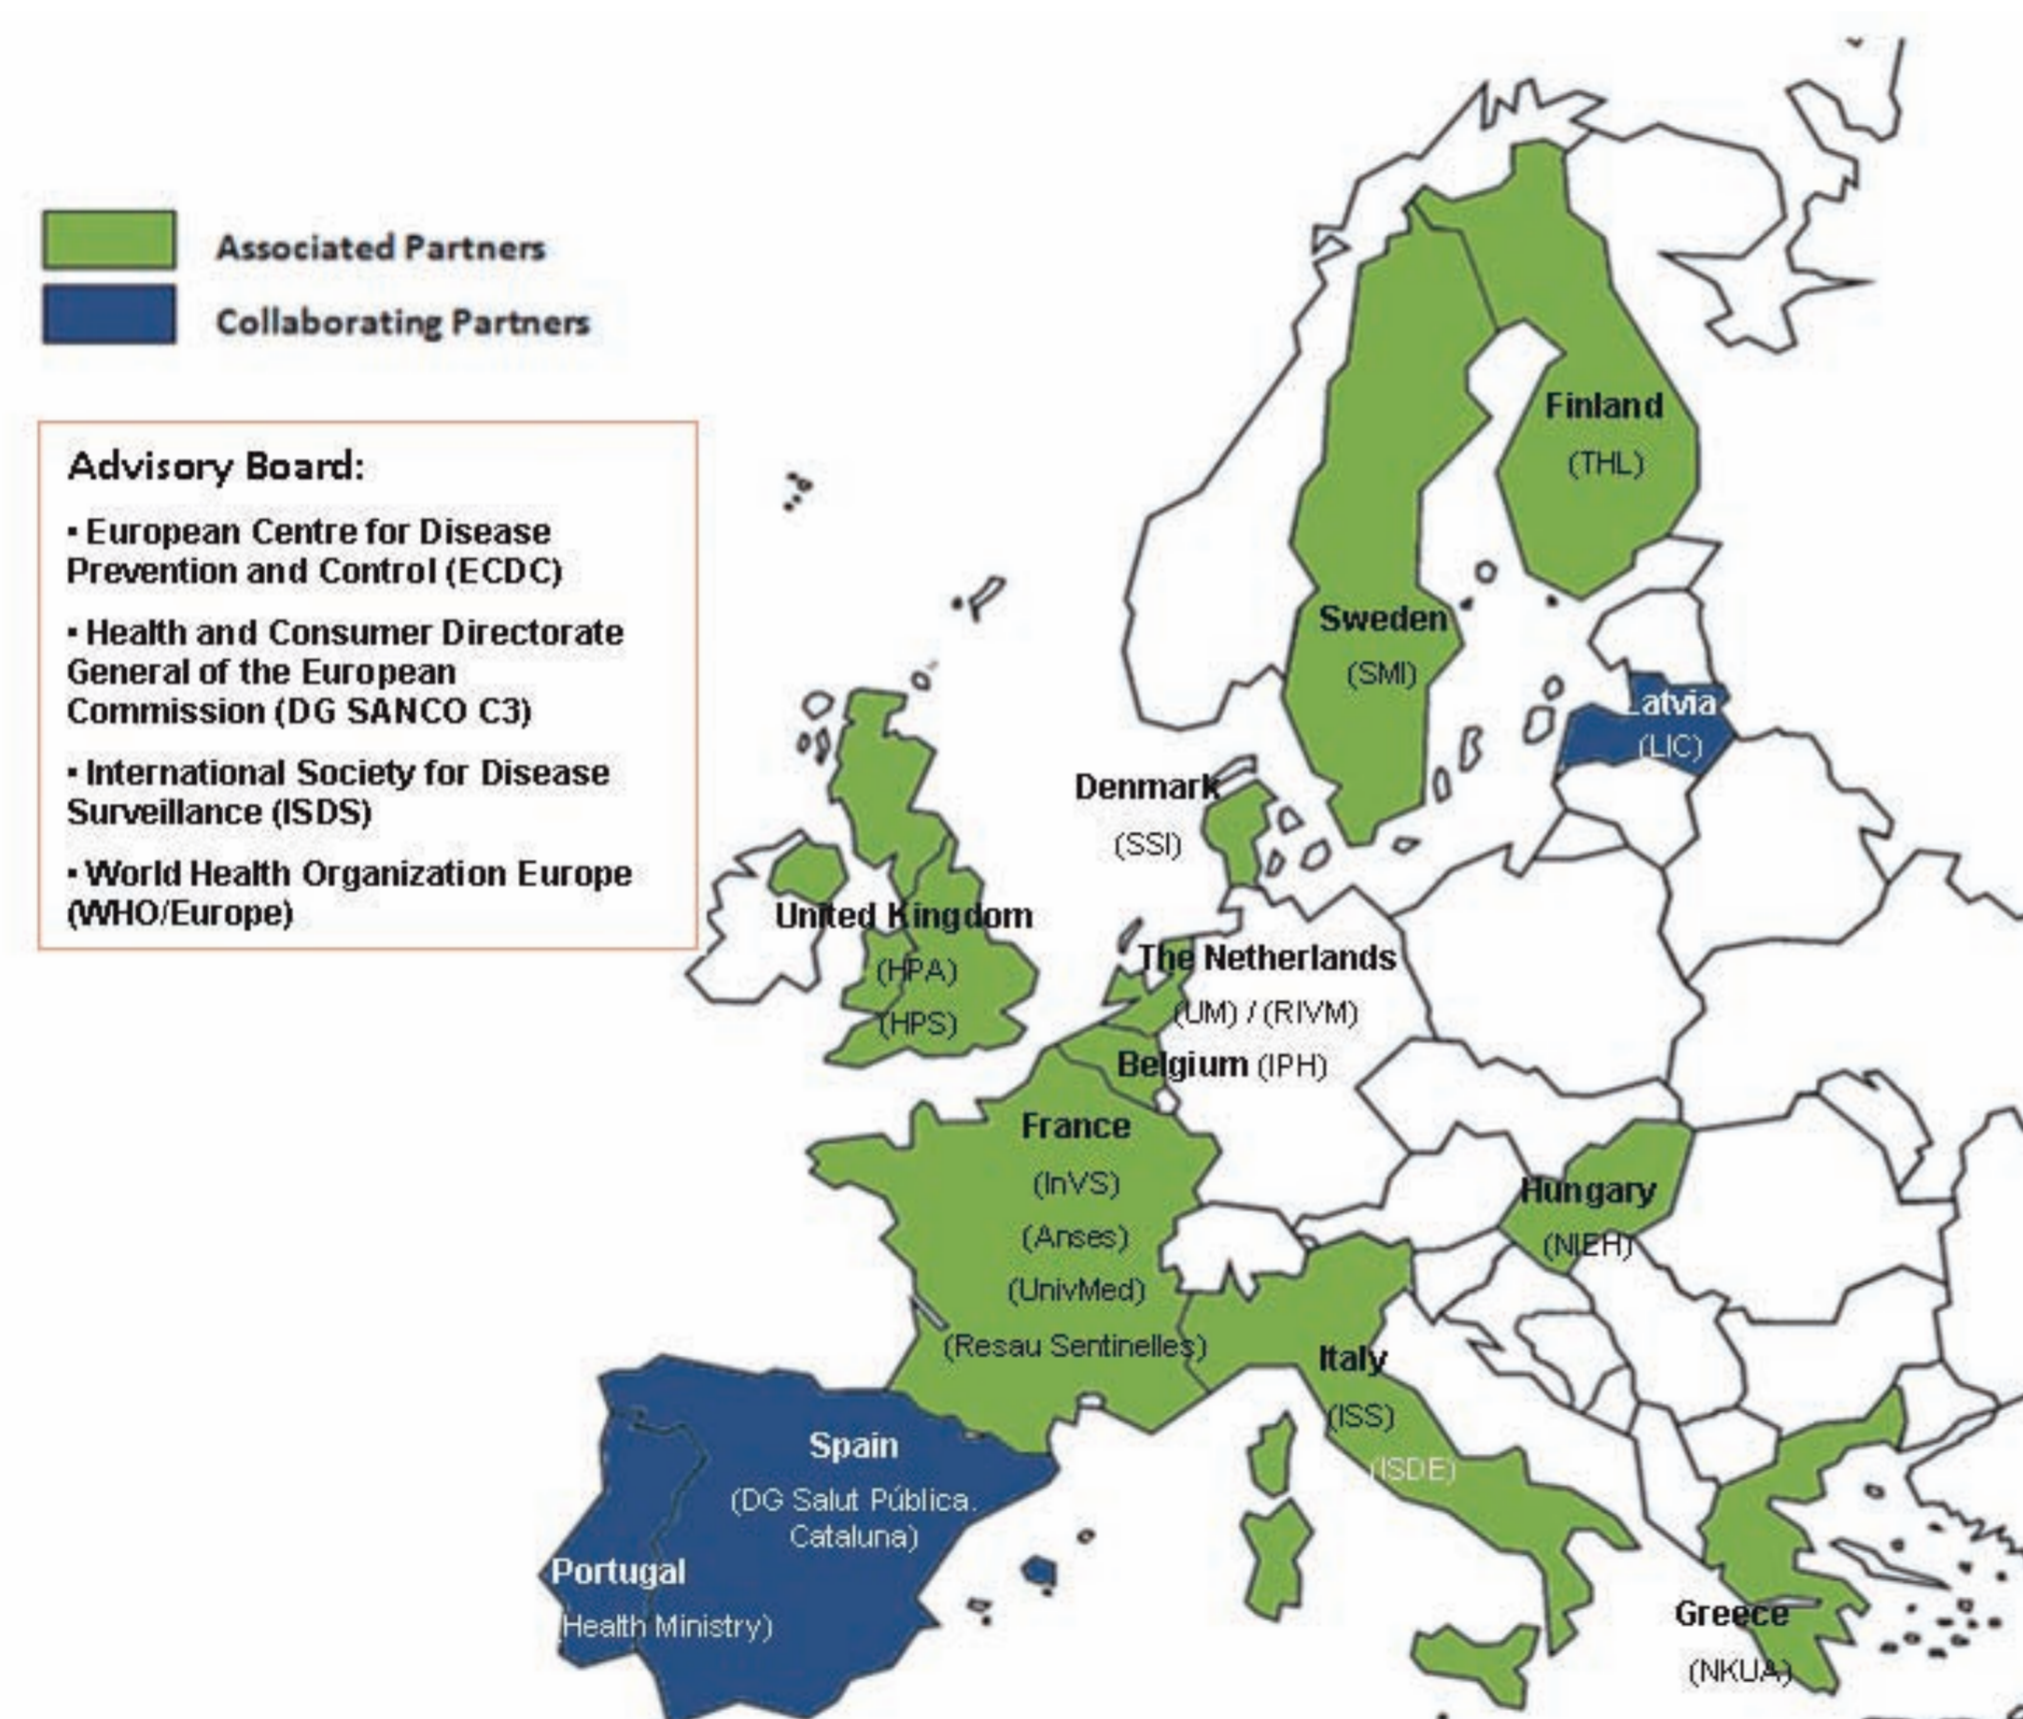 Associated Partners
Collaborating Partners
Advisory Board:
▪ European Centre for Disease
Prevention and Control (ECDC)
▪ Health and Consumer Directorate
General of the European
Commission (DG SANCO C3)
▪ International Society for Disease
Surveillance (ISDS)
▪ World Health Organization Europe
(WHO/Europe)
Finland
(THL)
Sweden
(SMI)
Latvia
(LIC)
Denmark
(SSI)
United Kingdom
(HPA)
(HPS)
The Netherlands
(UM) / (RIVM)
Belgium (IPH)
France
(InVS)
(Anses)
(UnivMed)
(Resau Sentinelles)
Hungary
(NIEH)
Italy
(ISS)
(ISDE)
Spain
(DG Salut Pública.
Cataluna)
Portugal
(Health Ministry)
Greece
(NKUA)